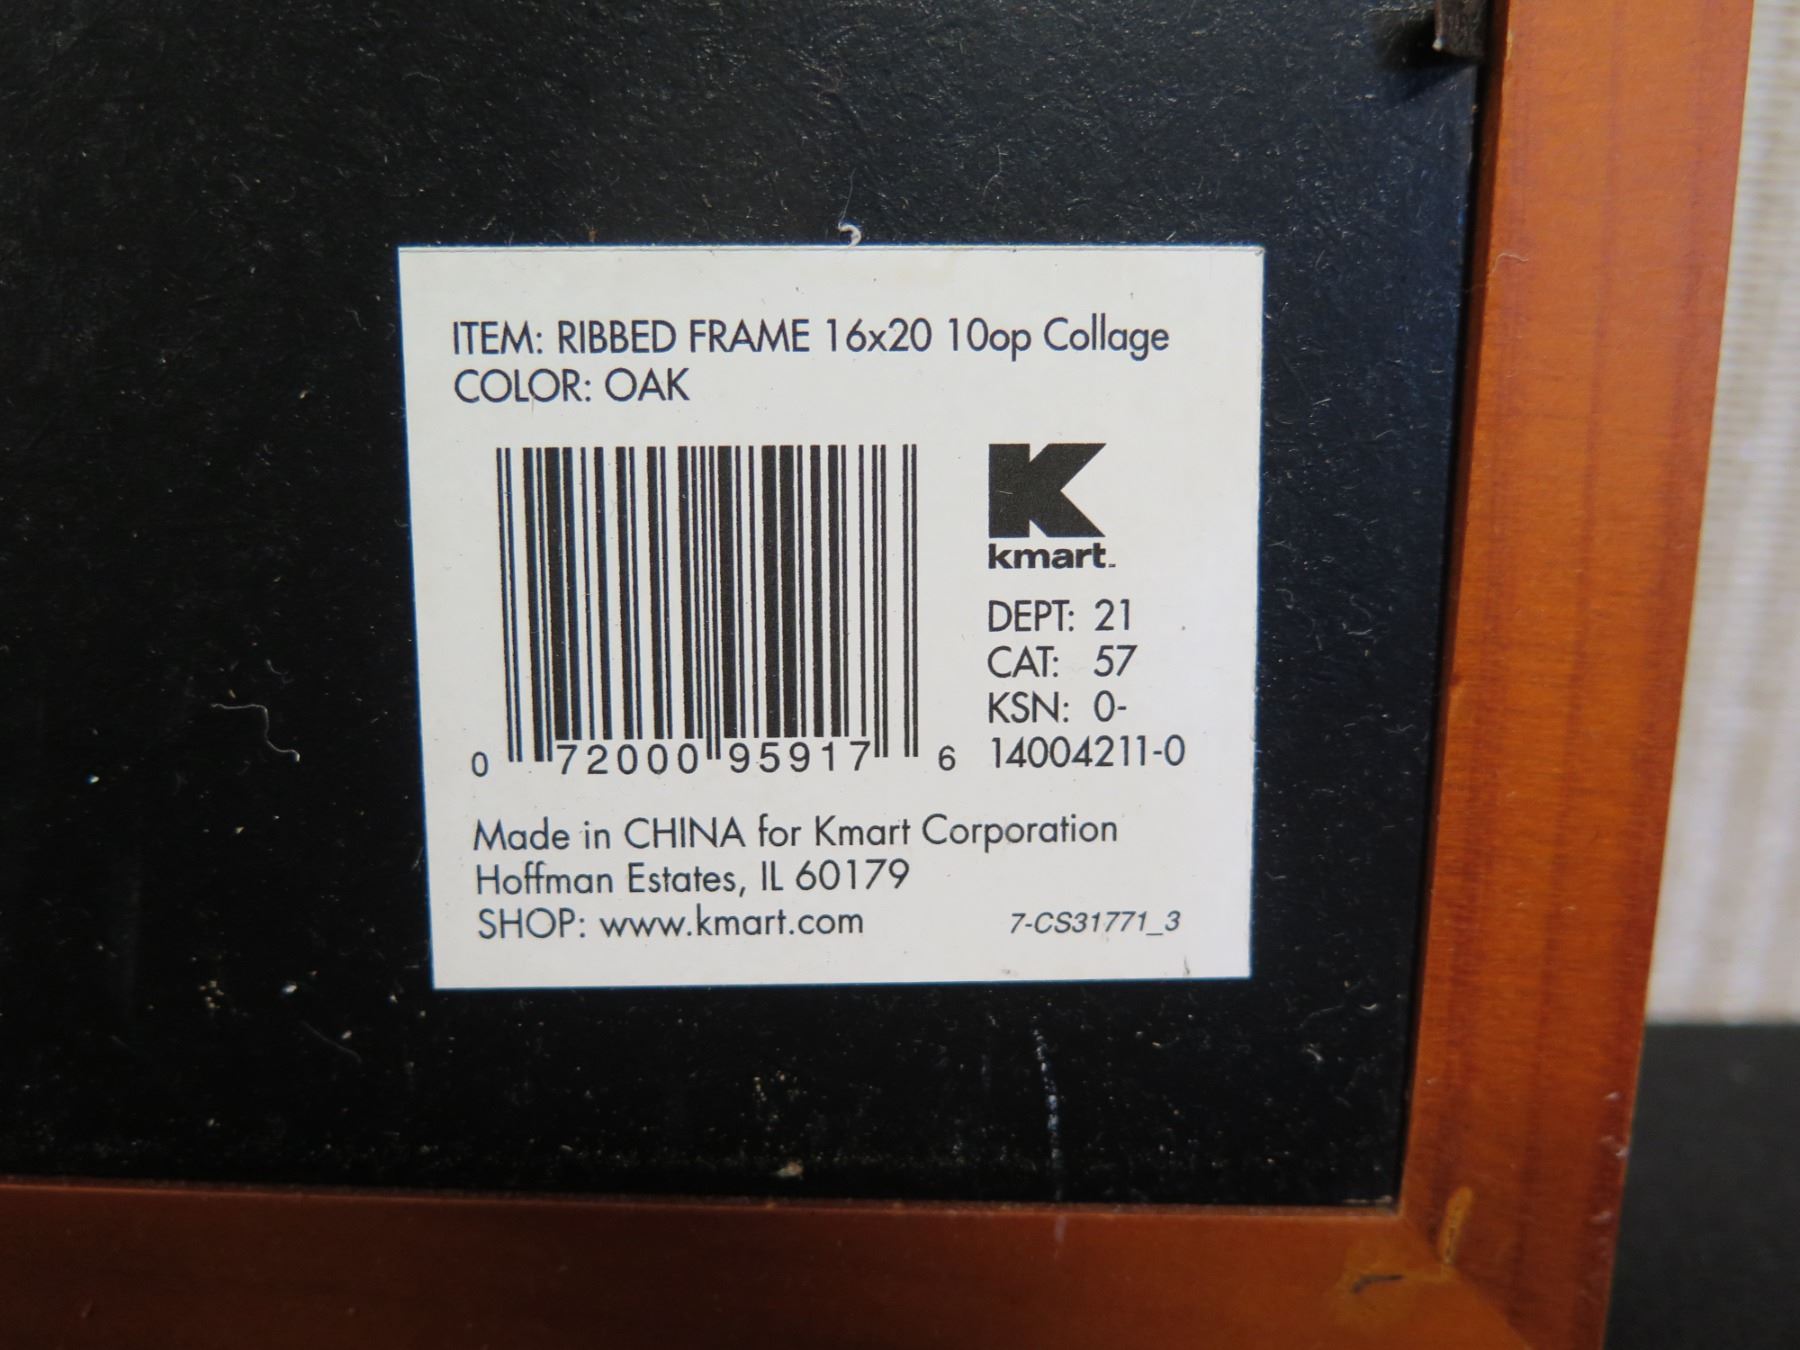 ITEM: RIBBED FRAME 16x20 10op Collage
COLOR: OAK
K
kmart™
DEPT: 21
CAT: 57
KSN: 0-
14004211-0
0 72000 95917 6
Made in CHINA for Kmart Corporation
Hoffman Estates, IL 60179
SHOP: www.kmart.com
7-CS31771_3